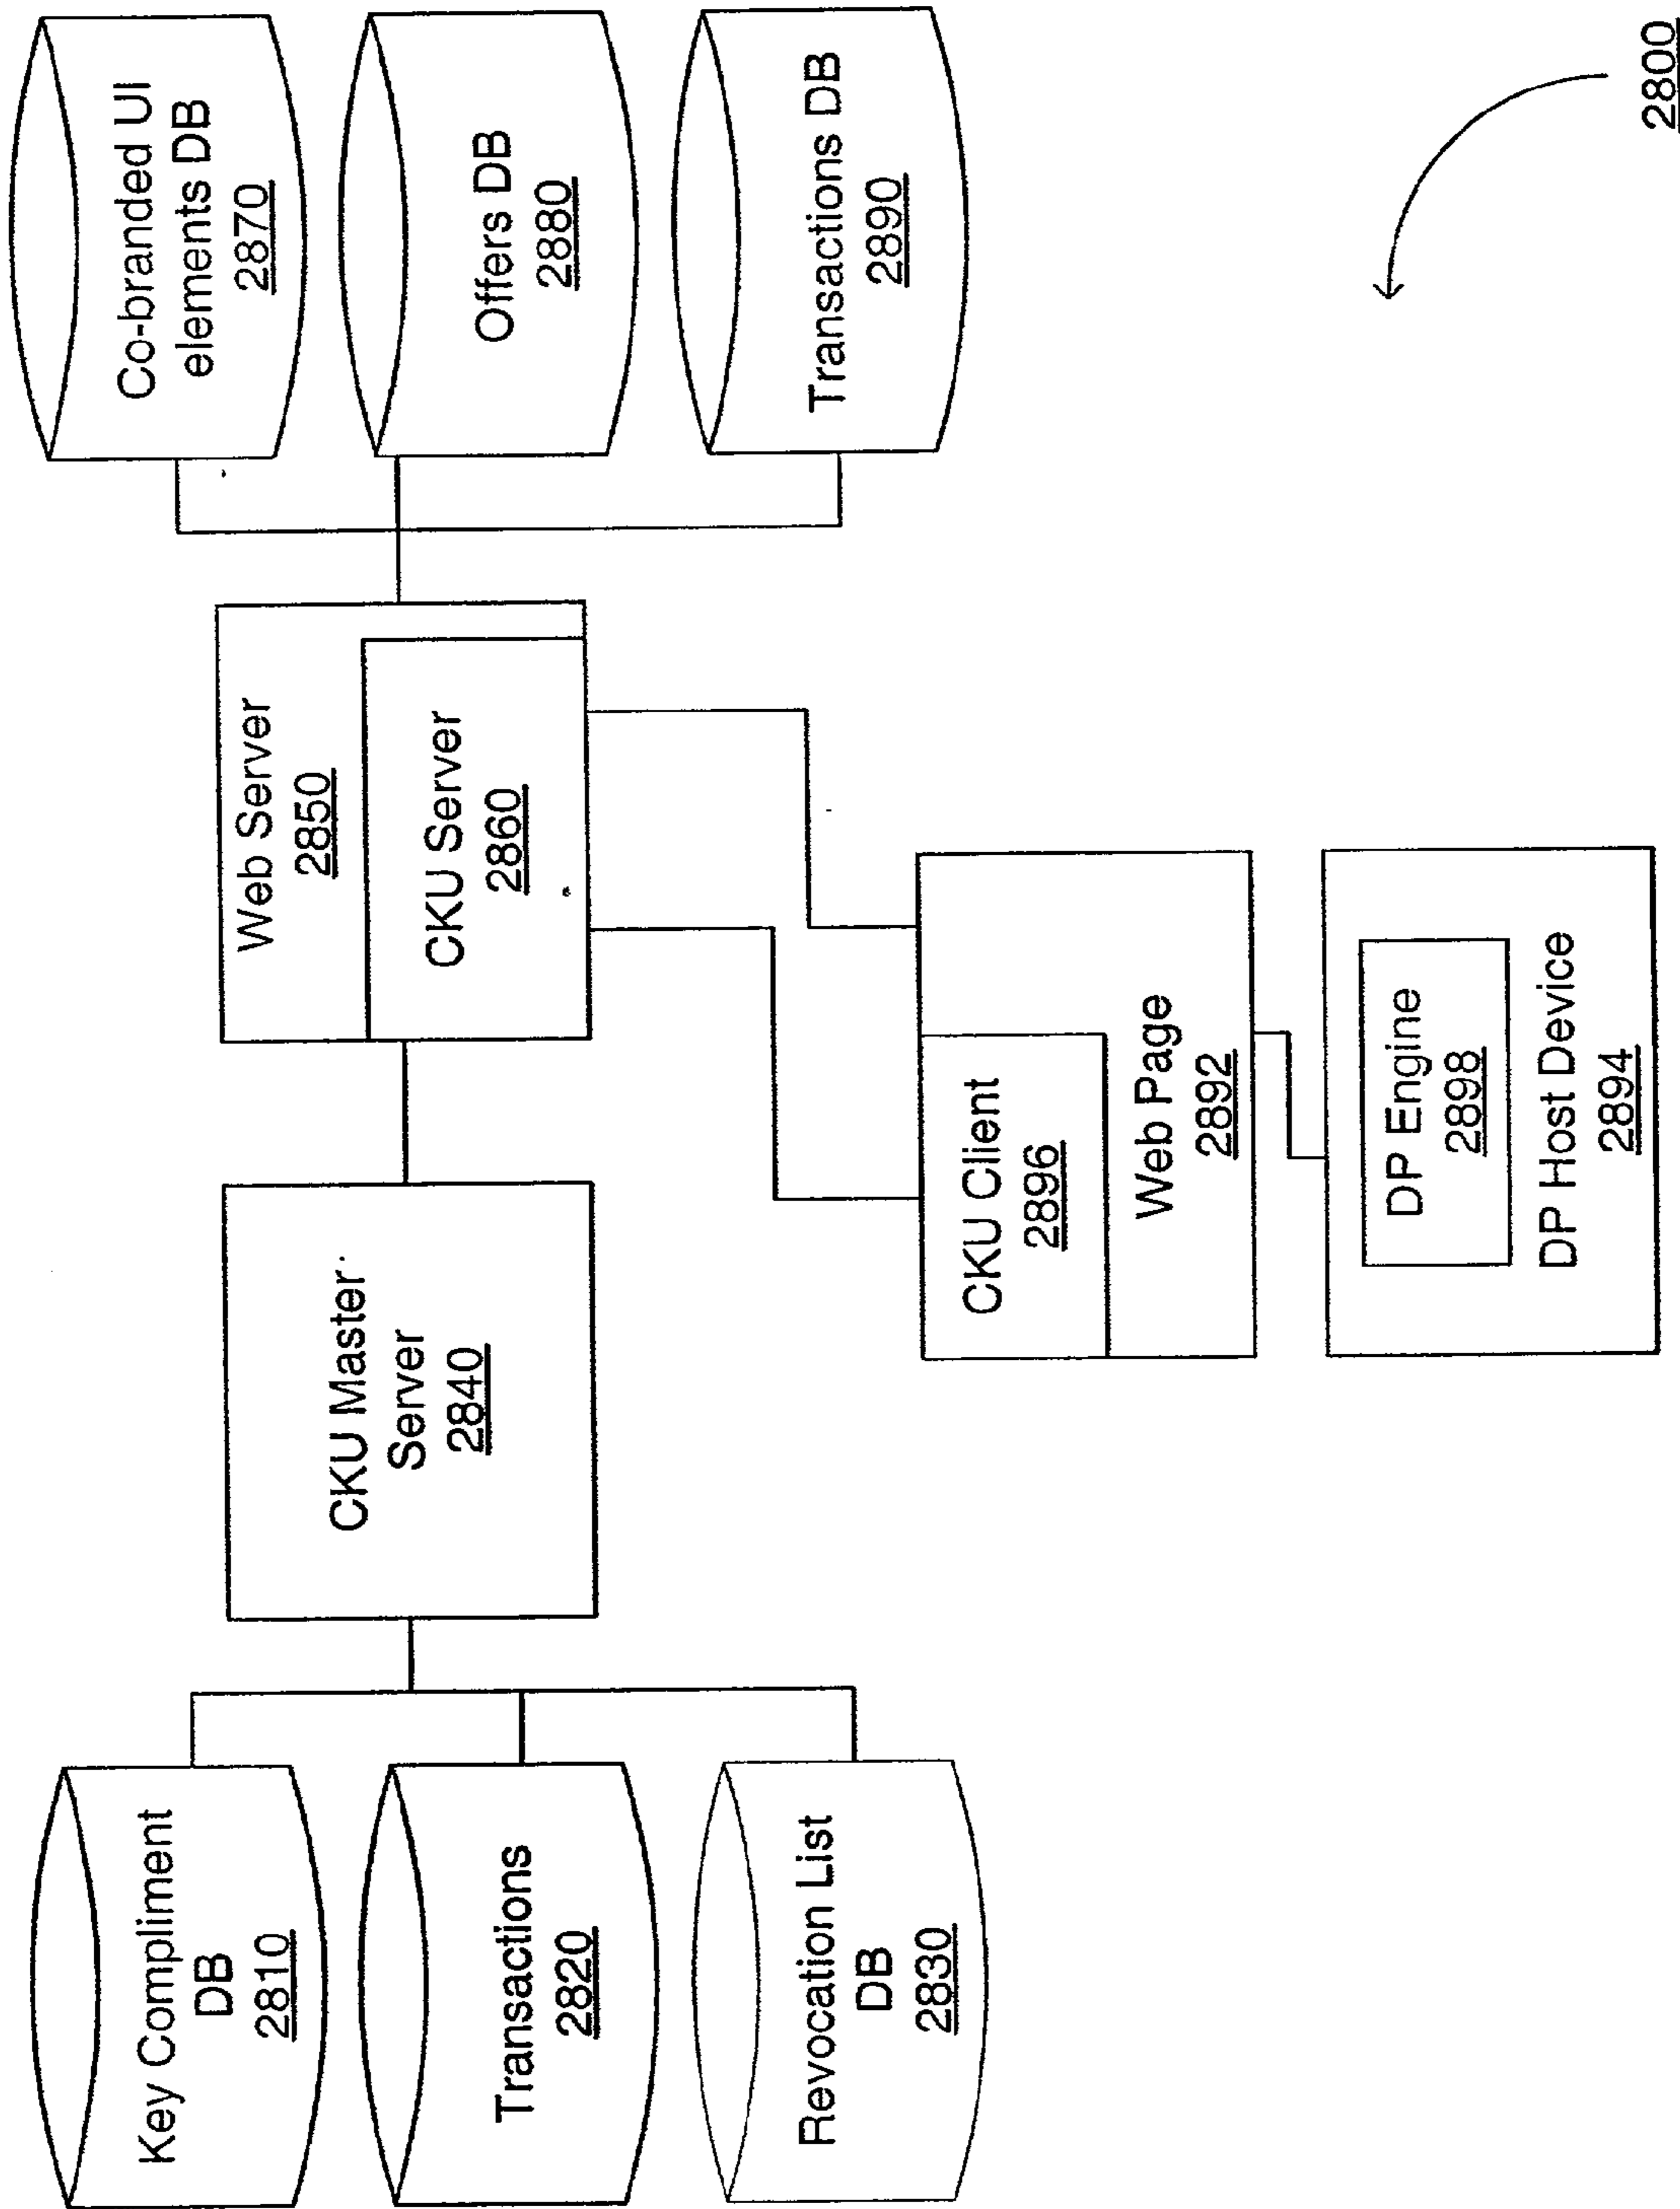 Key Compliment
DB
2810
Transactions
2820
Revocation List
DB
2830
CKU Master
Server
2840
Web Server
2850
CKU Server
2860
Co-branded UI
elements DB
2870
Offers DB
2880
Transactions DB
2890
CKU Client
2896
Web Page
2892
DP Engine
2898
DP Host Device
2894
2800